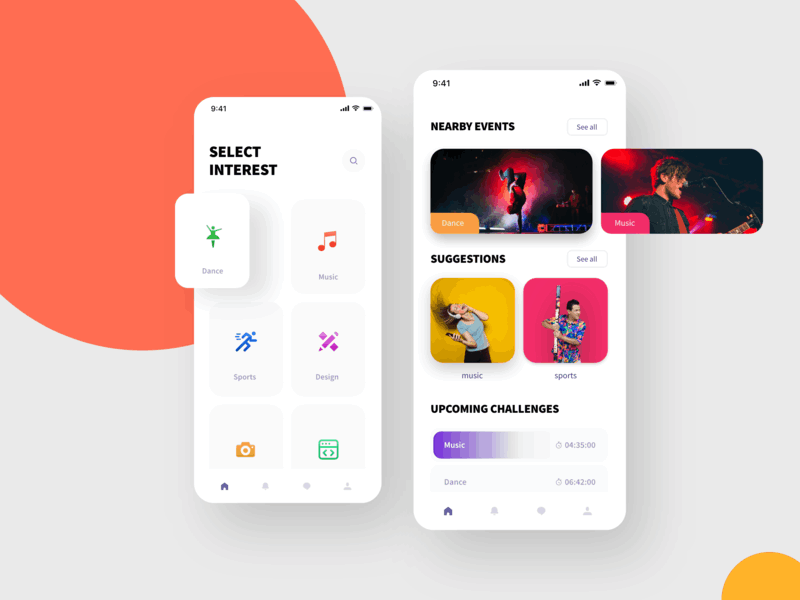 9:41
SELECT
INTEREST
Dance
Music
Sports
Design
9:41
NEARBY EVENTS
See all
Dance
Music
SUGGESTIONS
See all
music
sports
UPCOMING CHALLENGES
Music
04:35:00
Dance
06:42:00